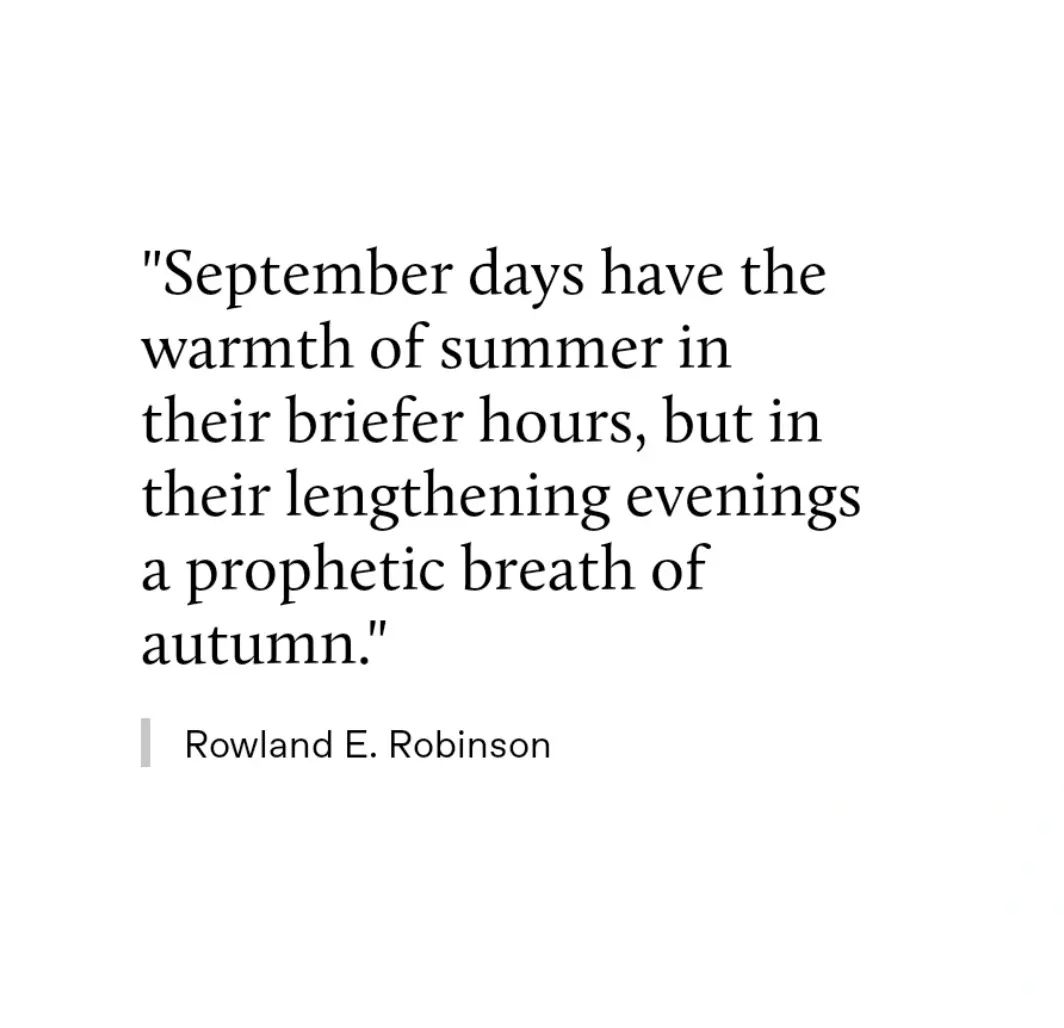 "September days have the
warmth of summer in
their briefer hours, but in
their lengthening evenings
a prophetic breath of
autumn."
Rowland E. Robinson